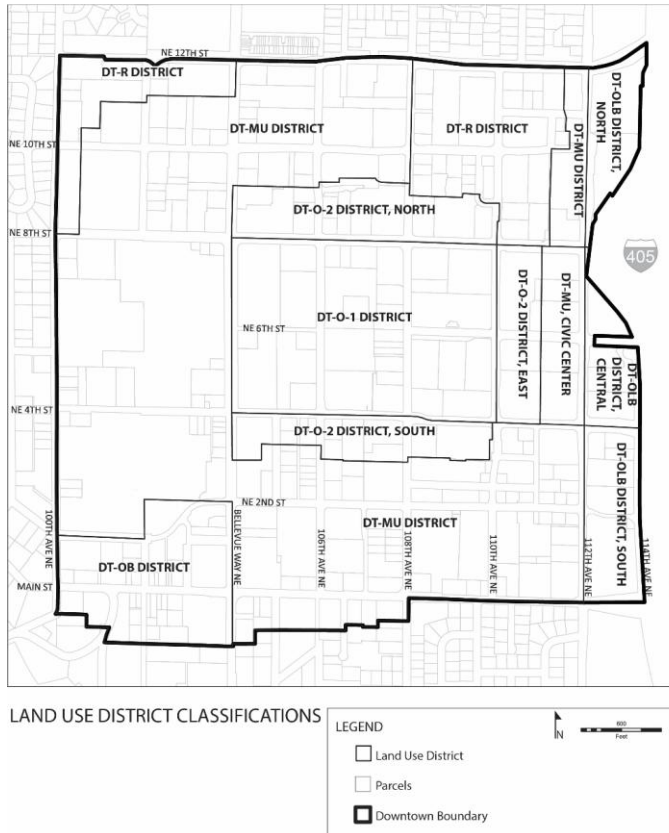 NE 12TH ST
DT-R DISTRICT
DT-OLB DISTRICT,
NORTH
DT-MU DISTRICT
DT-R DISTRICT
DT-MU DISTRICT
NE 10TH ST
DT-O-2 DISTRICT, NORTH
NE 8TH ST
405
DT-O-1 DISTRICT
NE 6TH ST
DT-O-2 DISTRICT, EAST
DT-MU, CIVIC CENTER
DT-OLB
DISTRICT,
CENTRAL
NE 4TH ST
DT-O-2 DISTRICT, SOUTH
DT-OLB DISTRICT, SOUTH
NE 2ND ST
DT-MU DISTRICT
100TH AVE NE
BELLEVUE WAY NE
106TH AVE NE
108TH AVE NE
110TH AVE NE
112TH AVE NE
114TH AVE NE
DT-OB DISTRICT
MAIN ST
LAND USE DISTRICT CLASSIFICATIONS
LEGEND
Land Use District
Parcels
Downtown Boundary
N
600
Feet